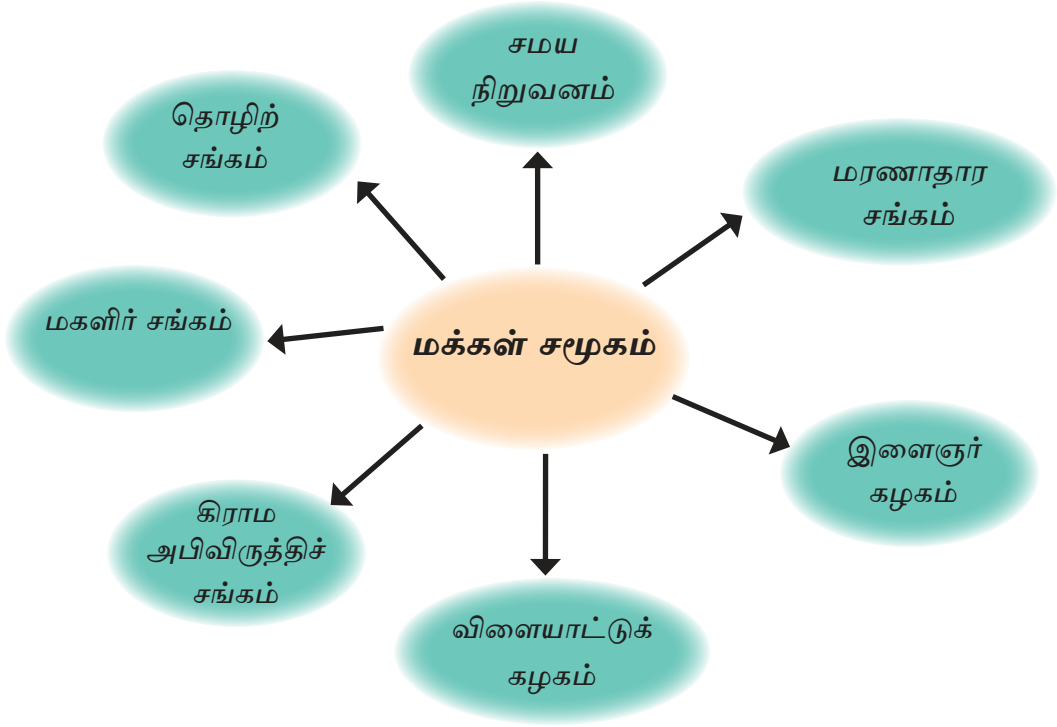 சமய
நிறுவனம்
தொழிற்
சங்கம்
மரணாதார
சங்கம்
மகளிர் சங்கம்
மக்கள் சமூகம்
இளைஞர்
கழகம்
கிராம
அபிவிருத்திச்
சங்கம்
விளையாட்டுக்
கழகம்